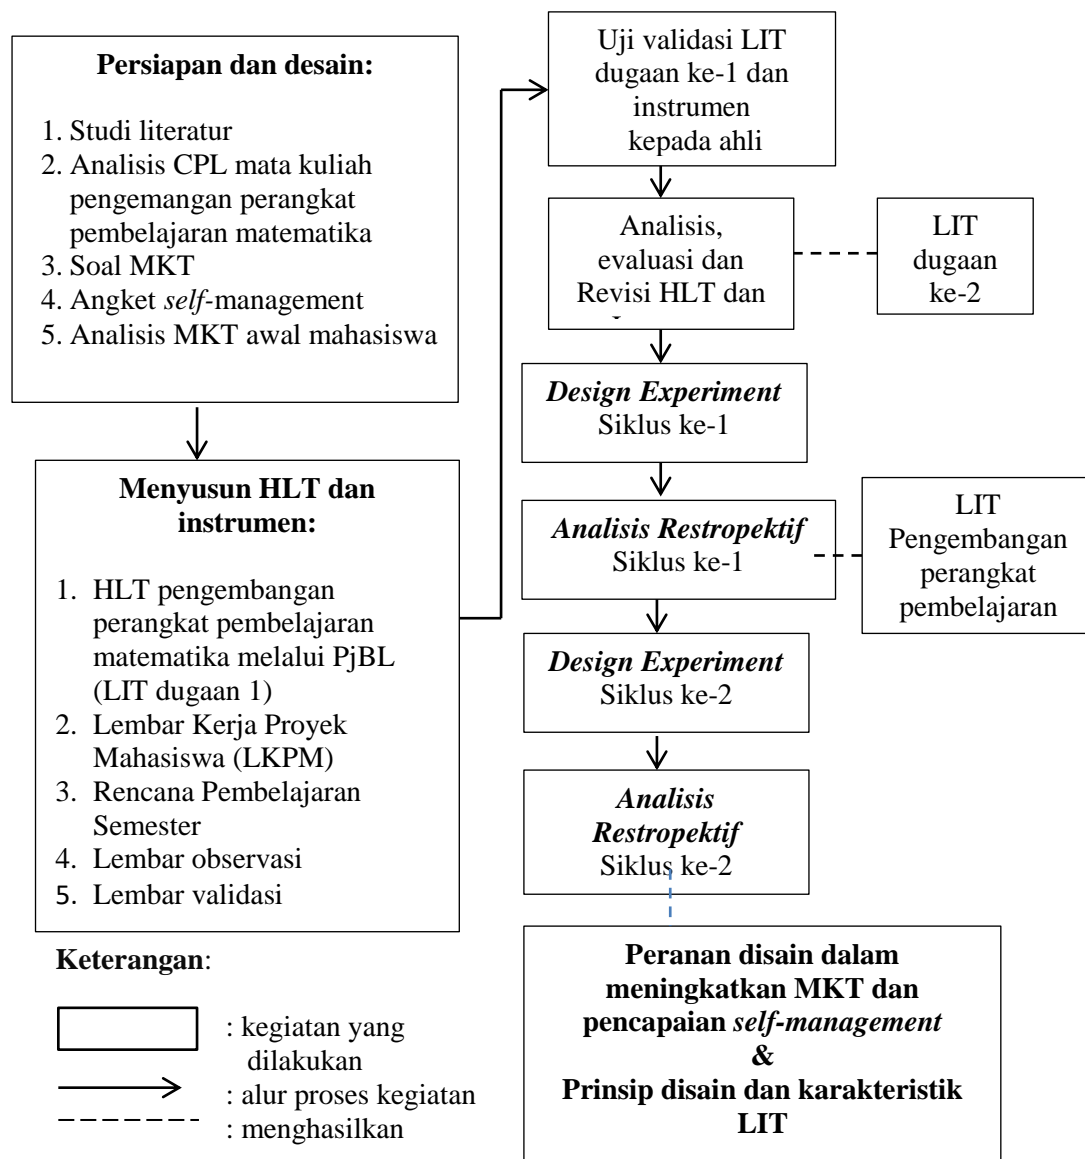 Persiapan dan desain:
1. Studi literatur
2. Analisis CPL mata kuliah
pengemangan perangkat
pembelajaran matematika
3. Soal MKT
4. Angket self-management
5. Analisis MKT awal mahasiswa
Menyusun HLT dan
instrumen:
1. HLT pengembangan
perangkat pembelajaran
matematika melalui PjBL
(LIT dugaan 1)
2. Lembar Kerja Proyek
Mahasiswa (LKPM)
3. Rencana Pembelajaran
Semester
4. Lembar observasi
5. Lembar validasi
Uji validasi LIT
dugaan ke-1 dan
instrumen
kepada ahli
Analisis,
evaluasi dan
Revisi HLT dan
LIT
dugaan
ke-2
Design Experiment
Siklus ke-1
Analisis Restropektif
Siklus ke-1
LIT
Pengembangan
perangkat
pembelajaran
Design Experiment
Siklus ke-2
Analisis
Restropektif
Siklus ke-2
Peranan disain dalam
meningkatkan MKT dan
pencapaian self-management
&
Prinsip disain dan karakteristik
LIT
Keterangan:
: kegiatan yang
dilakukan
: alur proses kegiatan
: menghasilkan